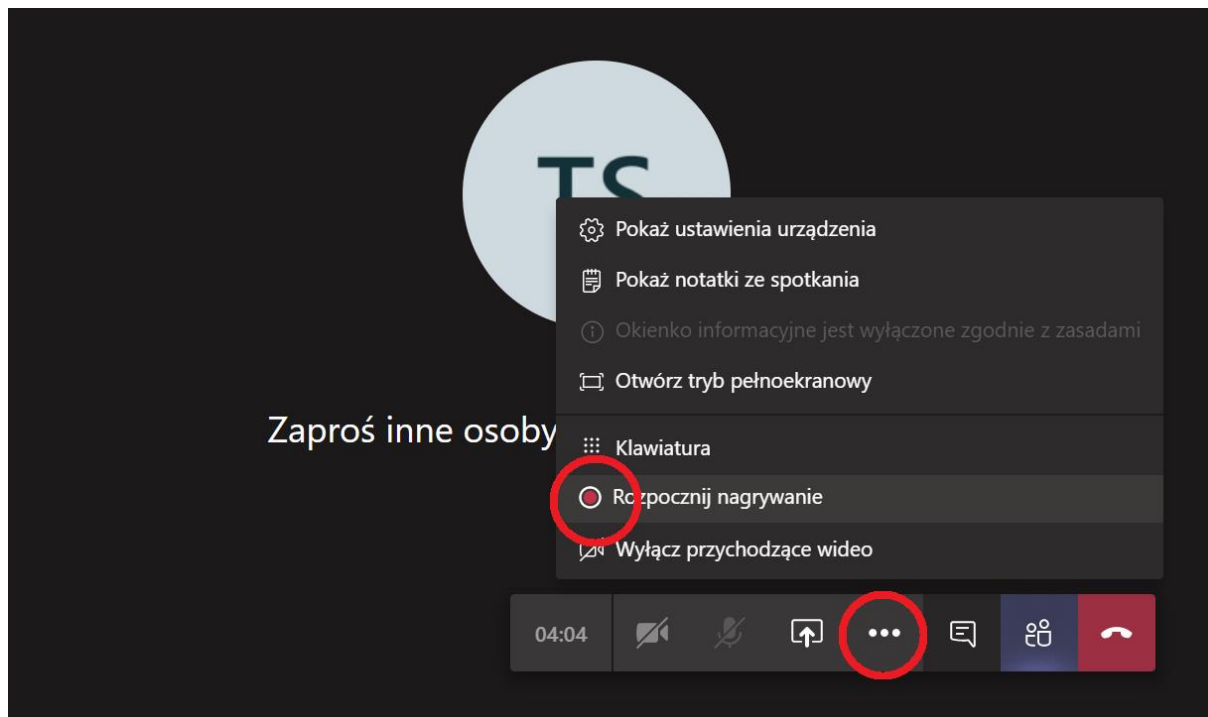 TS
Pokaż ustawienia urządzenia
Pokaż notatki ze spotkania
Okienko informacyjne jest wyłączone zgodnie z zasadami
Otwórz tryb pełnoekranowy
Zaproś inne osoby
Klawiatura
Rozpocznij nagrywanie
Wyłącz przychodzące wideo
04:04